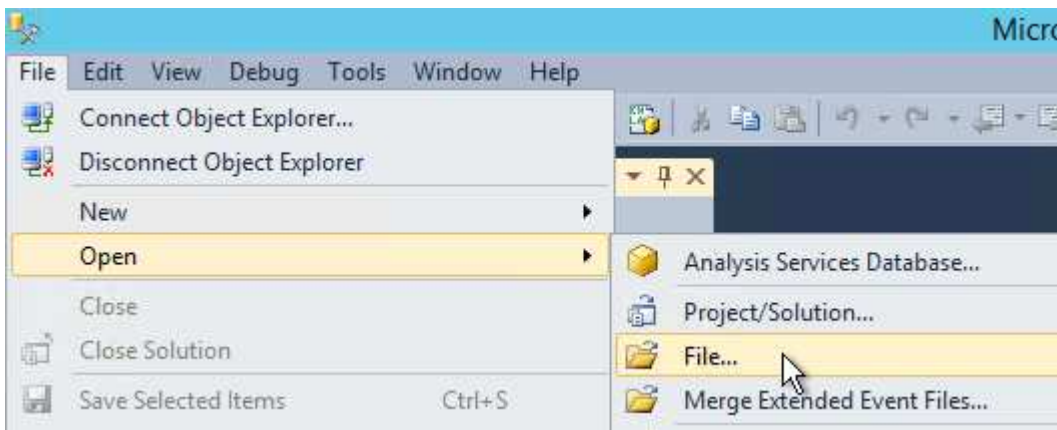 Micro
File Edit View Debug Tools Window Help
Connect Object Explorer...
Disconnect Object Explorer
New
Open
Analysis Services Database...
Close
Project/Solution...
Close Solution
File...
Save Selected Items Ctrl+S
Merge Extended Event Files...